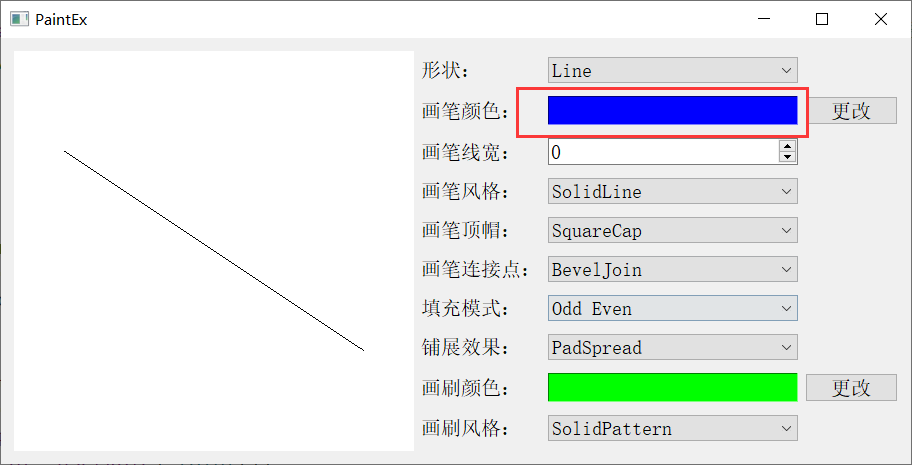 PaintEx
形状: Line
画笔颜色: 更改
画笔线宽: 0
画笔风格: SolidLine
画笔顶帽: SquareCap
画笔连接点: BevelJoin
填充模式: Odd Even
铺展效果: PadSpread
画刷颜色: 更改
画刷风格: SolidPattern